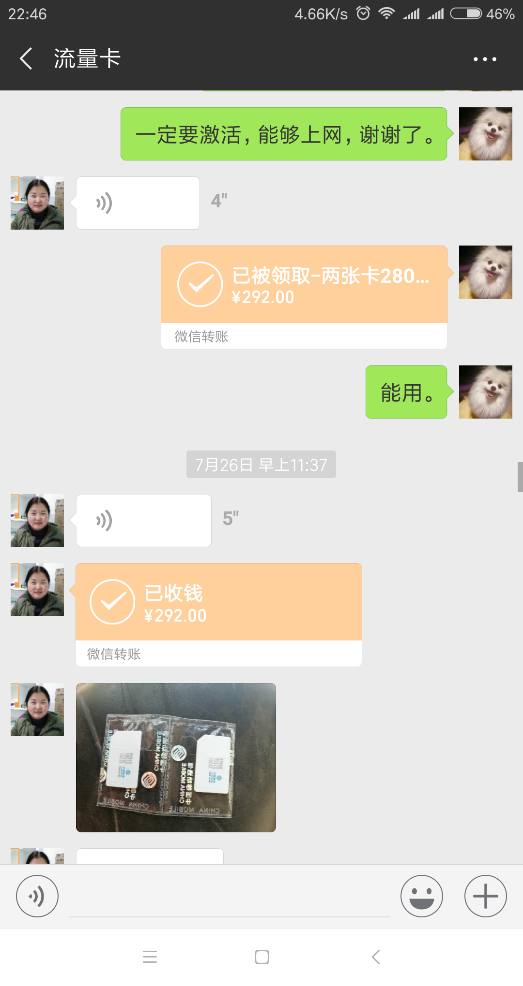 22:46
4.66K/s
46%
流量卡
一定要激活，能够上网，谢谢了。
4"
已被领取-两张卡280...
¥292.00
微信转账
能用。
7月26日 早上11:37
5"
已收钱
¥292.00
微信转账
CHINA MOBILE